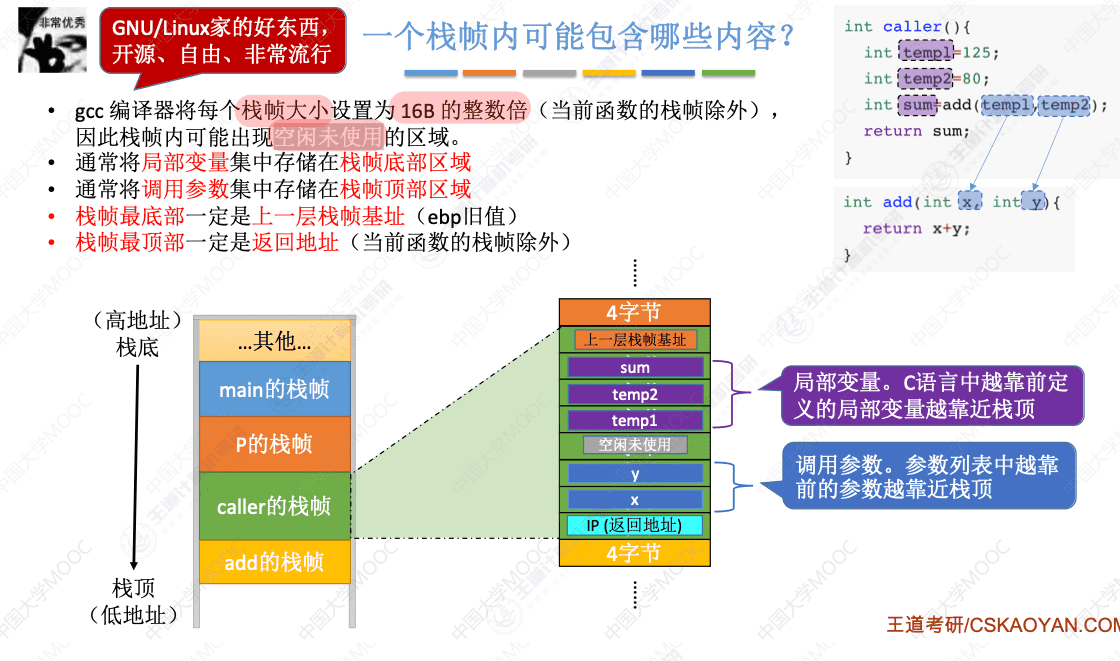 非常优秀
GNU/Linux家的好东西，
开源、自由、非常流行
一个栈帧内可能包含哪些内容？
• gcc 编译器将每个栈帧大小设置为 16B 的整数倍（当前函数的栈帧除外），
因此栈帧内可能出现空闲未使用的区域。
• 通常将局部变量集中存储在栈帧底部区域
• 通常将调用参数集中存储在栈帧顶部区域
• 栈帧最底部一定是上一层栈帧基址（ebp旧值）
• 栈帧最顶部一定是返回地址（当前函数的栈帧除外）
int caller(){
int temp1=125;
int temp2=80;
int sum=add(temp1,temp2);
return sum;
}
int add(int x, int y){
return x+y;
}
（高地址）
栈底
...其他...
main的栈帧
P的栈帧
caller的栈帧
add的栈帧
栈顶
（低地址）
4字节
上一层栈帧基址
sum
temp2
temp1
空闲未使用
y
x
IP (返回地址)
4字节
局部变量。C语言中越靠前定
义的局部变量越靠近栈顶
调用参数。参数列表中越靠
前的参数越靠近栈顶
王道考研/CSKAOYAN.COM